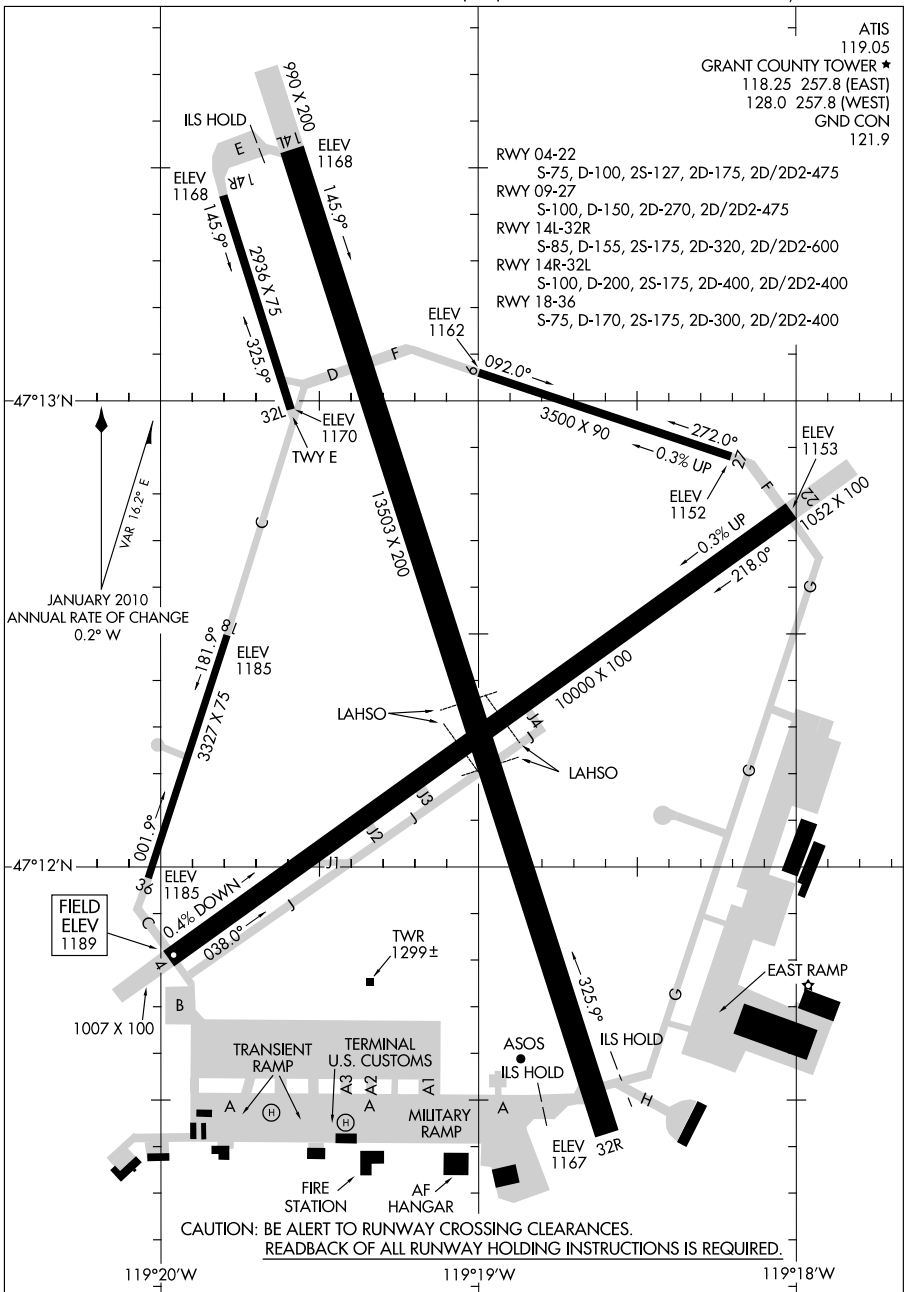 ATIS
119.05
GRANT COUNTY TOWER ★
118.25 257.8 (EAST)
128.0 257.8 (WEST)
GND CON
121.9
RWY 04-22
S-75, D-100, 2S-127, 2D-175, 2D/2D2-475
RWY 09-27
S-100, D-150, 2D-270, 2D/2D2-475
RWY 14L-32R
S-85, D-155, 2S-175, 2D-320, 2D/2D2-600
RWY 14R-32L
S-100, D-200, 2S-175, 2D-400, 2D/2D2-400
RWY 18-36
S-75, D-170, 2S-175, 2D-300, 2D/2D2-400
990 X 200
ILS HOLD
E
14L
ELEV
1168
14R
ELEV
1168
145.9°
145.9°
2936 X 75
325.9°
32L
ELEV
1170
TWY E
D
F
ELEV
1162
9
092.0°
3500 X 90
272.0°
0.3% UP
27
ELEV
1152
F
ELEV
1153
22
1052 X 100
47°13'N
VAR 16.2° E
JANUARY 2010
ANNUAL RATE OF CHANGE
0.2° W
C
13503 X 200
0.3% UP
218.0°
G
18
ELEV
1185
181.9°
3327 X 75
001.9°
36
ELEV
1185
LAHSO
10000 X 100
J4
J
LAHSO
J3
J
J2
J1
J
G
47°12'N
FIELD
ELEV
1189
C
0.4% DOWN
038.0°
4
1007 X 100
B
TWR
1299±
325.9°
G
EAST RAMP
ASOS
ILS HOLD
ILS HOLD
H
TRANSIENT
RAMP
TERMINAL
U.S. CUSTOMS
A3
A2
A1
A
H
H
A
MILITARY
RAMP
A
ELEV
1167
32R
FIRE
STATION
AF
HANGAR
CAUTION: BE ALERT TO RUNWAY CROSSING CLEARANCES.
READBACK OF ALL RUNWAY HOLDING INSTRUCTIONS IS REQUIRED.
119°20'W
119°19'W
119°18'W